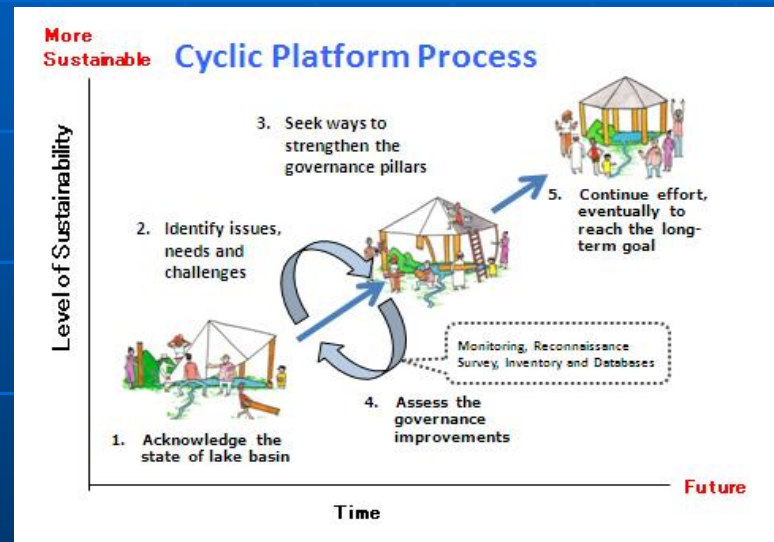 More
Sustainable
Cyclic Platform Process
Level of Sustainability
3. Seek ways to
strengthen the
governance pillars
2. Identify issues,
needs and
challenges
5. Continue effort,
eventually to
reach the long-
term goal
Monitoring, Reconnaissance
Survey, Inventory and Databases
4. Assess the
governance
improvements
1. Acknowledge the
state of lake basin
Future
Time